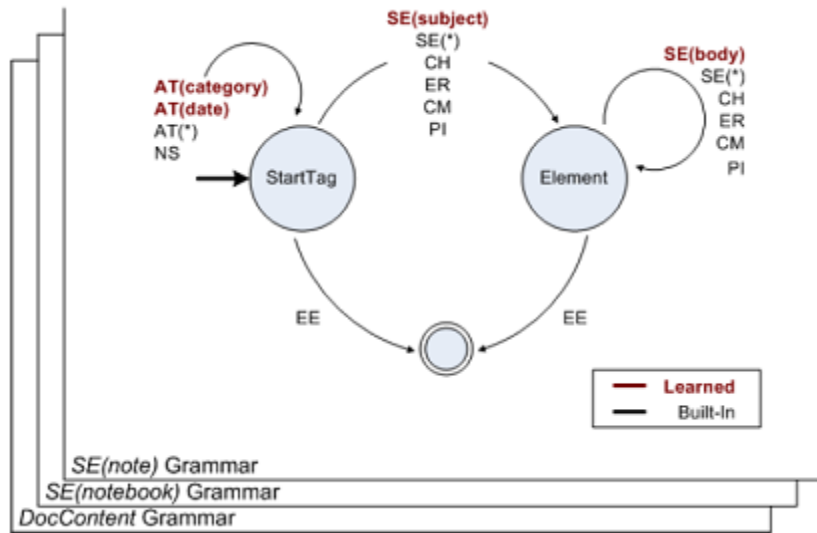 SE(subject)
SE(*)
CH
ER
CM
PI
AT(category)
AT(date)
AT(*)
NS
SE(body)
SE(*)
CH
ER
CM
PI
StartTag
Element
EE
EE
Learned
Built-In
SE(note) Grammar
SE(notebook) Grammar
DocContent Grammar